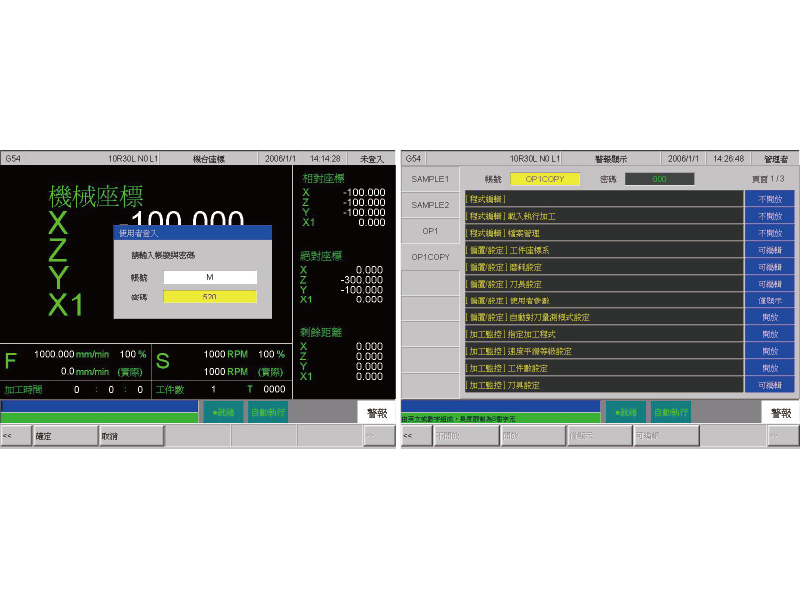 G54 10R30L N0 L1 機台座標 2006/1/1 14:14:28 未登入
機械座標
X -100.000
Z
Y
X1
使用者登入
請輸入帳號與密碼
帳號 M
密碼 520
相對座標
X -100.000
Z -100.000
Y -100.000
X1 0.000
絕對座標
X 0.000
Z -300.000
Y -100.000
X1 0.000
剩餘距離
X 0.000
Z 0.000
Y 0.000
X1 0.000
F 1000.000 mm/min 100 %
0.0 mm/min (實際)
S 1000 RPM 100 %
1000 RPM (實際)
加工時間 0 : 0 : 0 工件數 1 T 0000
●就緒 自動執行 警報
<< 確定 取消 >>
G54 10R30L N0 L1 警報顯示 2006/1/1 14:26:48 管理者
SAMPLE1
SAMPLE2
OP1
OP1COPY
帳號 OP1COPY 密碼 000 頁面 1 / 3
[程式編輯] 不開放
[程式編輯] 載入執行加工 不開放
[程式編輯] 檔案管理 不開放
[偏置/設定] 工件座標系 可編輯
[偏置/設定] 磨耗設定 可編輯
[偏置/設定] 刀長設定 可編輯
[偏置/設定] 使用者參數 僅顯示
[偏置/設定] 自動對刀量測程式設定 開放
[加工監控] 指定加工程式 開放
[加工監控] 速度平滑等級設定 開放
[加工監控] 工件數設定 開放
[加工監控] 刀具設定 可編輯
由英文或數字組成，長度限制為8個字元
●就緒 自動執行 警報
<< 不開放 開放 僅顯示 可編輯 >>